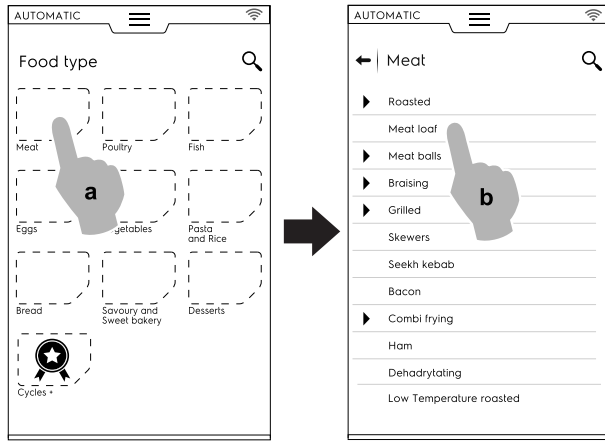 AUTOMATIC
Food type
Meat
Poultry
Fish
a
Eggs
getables
Pasta
and Rice
Bread
Savoury and
Sweet bakery
Desserts
Cycles +
AUTOMATIC
Meat
Roasted
Meat loaf
Meat balls
Braising
b
Grilled
Skewers
Seekh kebab
Bacon
Combi frying
Ham
Dehadrytating
Low Temperature roasted